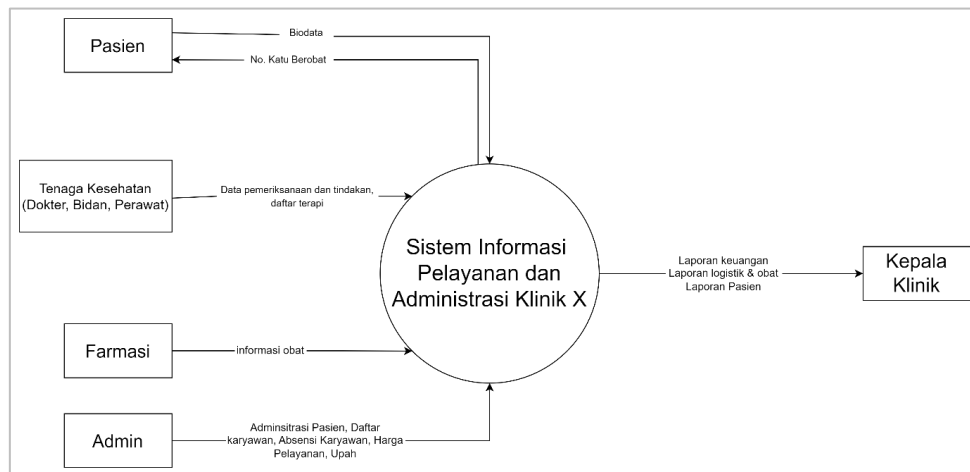 Pasien
Biodata
No. Katu Berobat
Tenaga Kesehatan
(Dokter, Bidan, Perawat)
Data pemeriksanaan dan tindakan,
daftar terapi
Sistem Informasi
Pelayanan dan
Administrasi Klinik X
Laporan keuangan
Laporan logistik & obat
Laporan Pasien
Kepala
Klinik
Farmasi
informasi obat
Admin
Adminsitrasi Pasien, Daftar
karyawan, Absensi Karyawan, Harga
Pelayanan, Upah